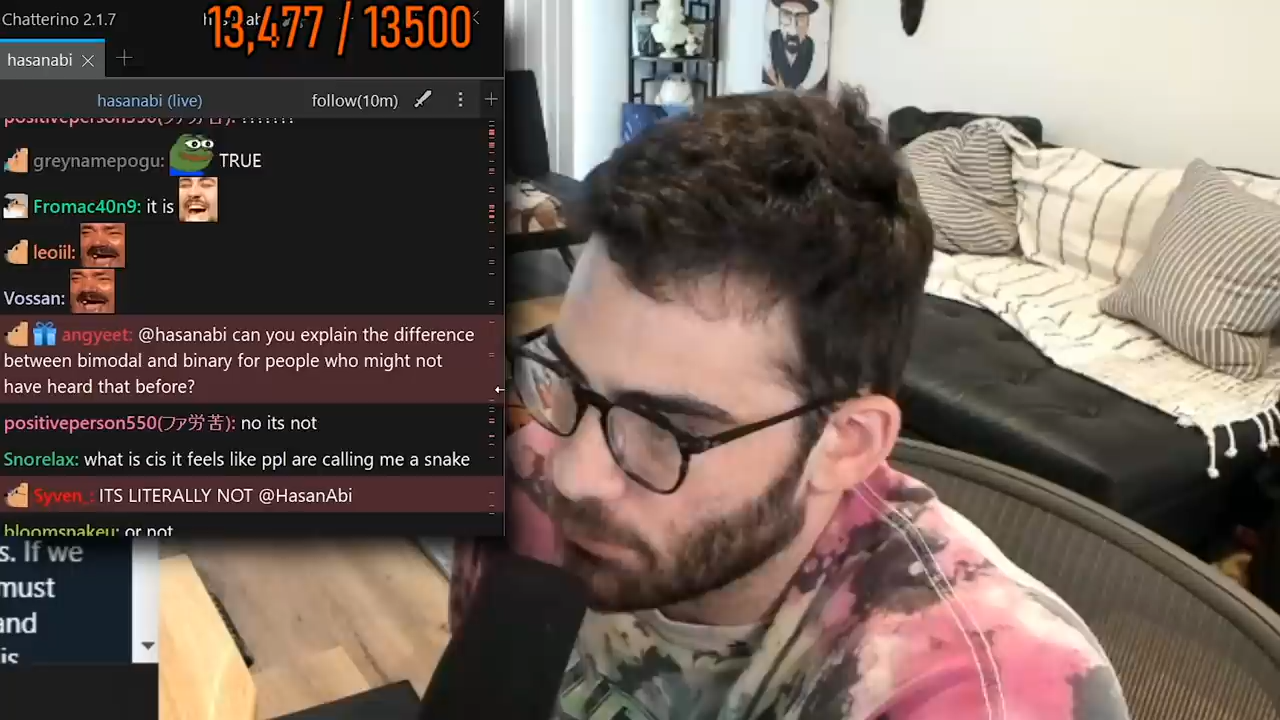 Chatterino 2.1.7
13,477 / 13500
hasanabi
hasanabi (live)
follow(10m)
greynamepogu: TRUE
Fromac40n9: it is
leoiil:
Vossan:
angyeet: @hasanabi can you explain the difference
between bimodal and binary for people who might not
have heard that before?
positiveperson550(ファ労苦): no its not
Snorelax: what is cis it feels like ppl are calling me a snake
Syven_: ITS LITERALLY NOT @HasanAbi
bloomsnakeu: or not
s. If we
must
and
is